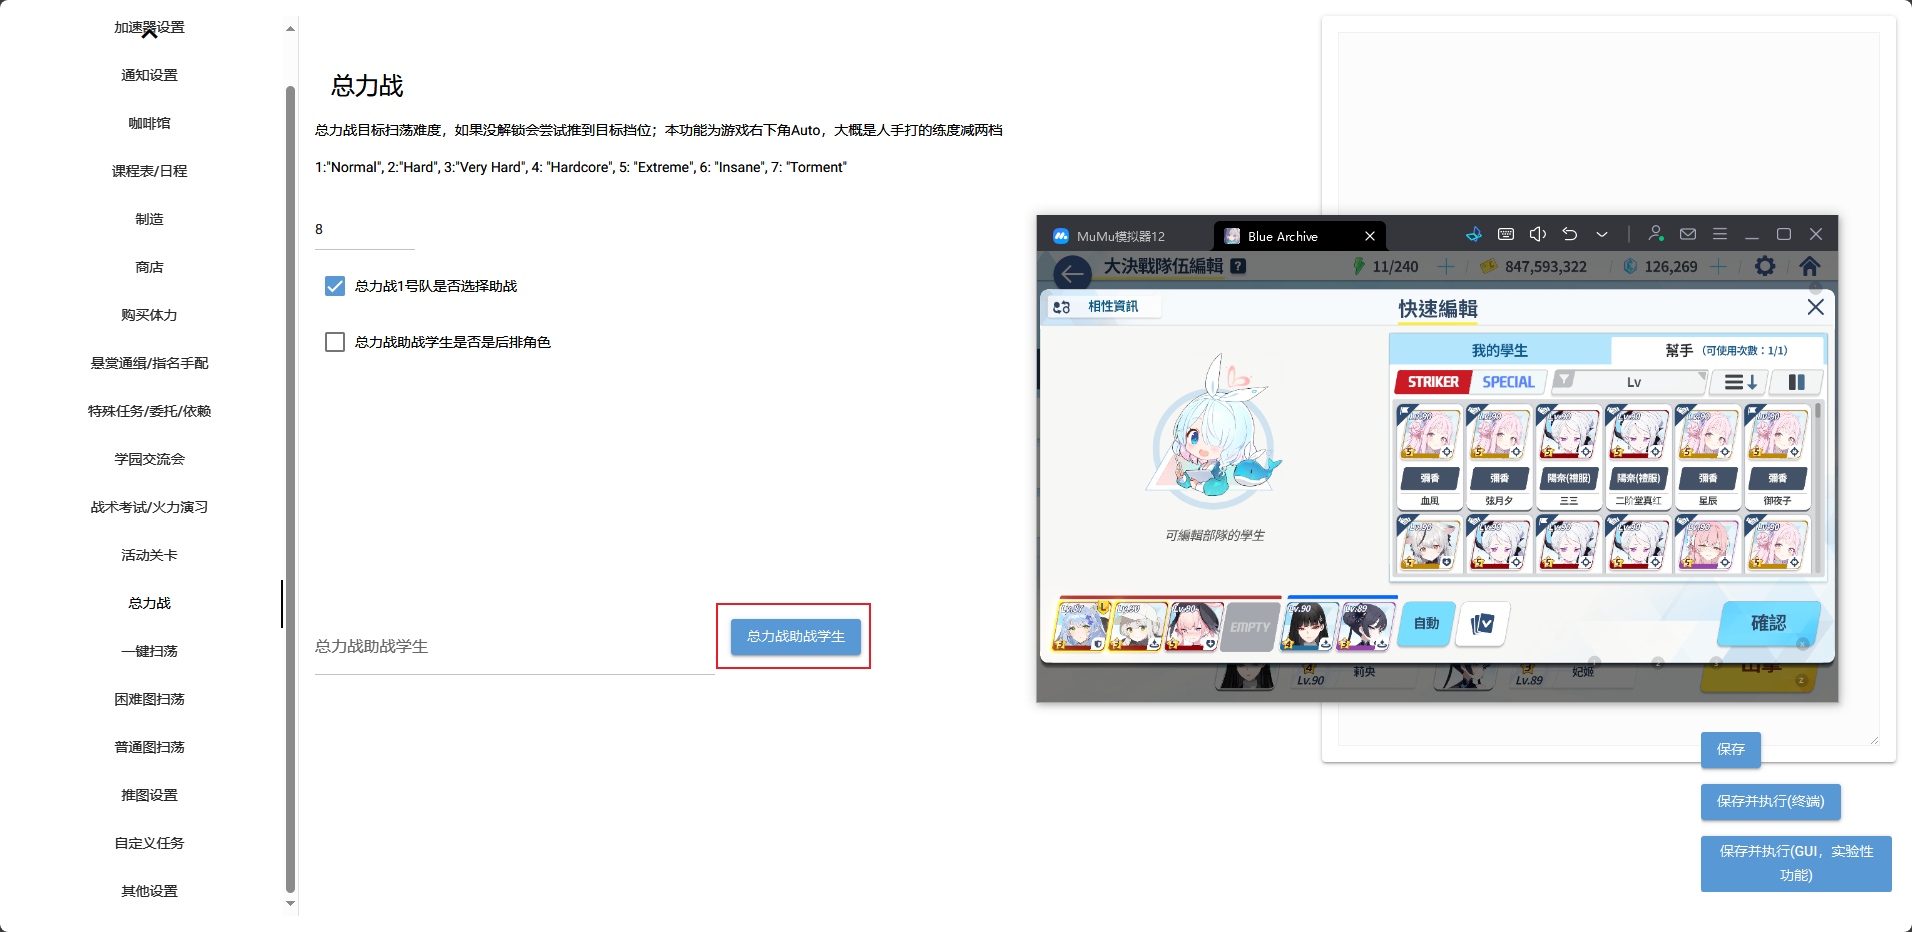 加速器设置
通知设置
咖啡馆
课程表/日程
制造
商店
购买体力
悬赏通缉/指名手配
特殊任务/委托/依赖
学园交流会
战术考试/火力演习
活动关卡
总力战
一键扫荡
困难图扫荡
普通图扫荡
推图设置
自定义任务
其他设置
总力战
总力战目标扫荡难度，如果没解锁会尝试推到目标挡位；本功能为游戏右下角Auto，大概是人手打的练度减两档
1:"Normal", 2:"Hard", 3:"Very Hard", 4: "Hardcore", 5: "Extreme", 6: "Insane", 7: "Torment"
8
总力战1号队是否选择助战
总力战助战学生是否是后排角色
总力战助战学生
总力战助战学生
MuMu模拟器12
Blue Archive
大決戰隊伍編輯 ?
11/240
847,593,322
126,269
相性資訊
快速編輯
我的學生
幫手 (可使用次數：1/1)
STRIKER SPECIAL
Lv
彌香 彌香 陽奈(禮服) 陽奈(禮服) 彌香 彌香
血風 弦月夕 三三 二阶堂真红 星辰 御夜子
可編輯部隊的學生
Lv.87 Lv.90 Lv.90 EMPTY Lv.90 Lv.89
自動
確認
Lv.90 莉央
Lv.89 妃姬
出擊
保存
保存并执行(终端)
保存并执行(GUI，实验性
功能)